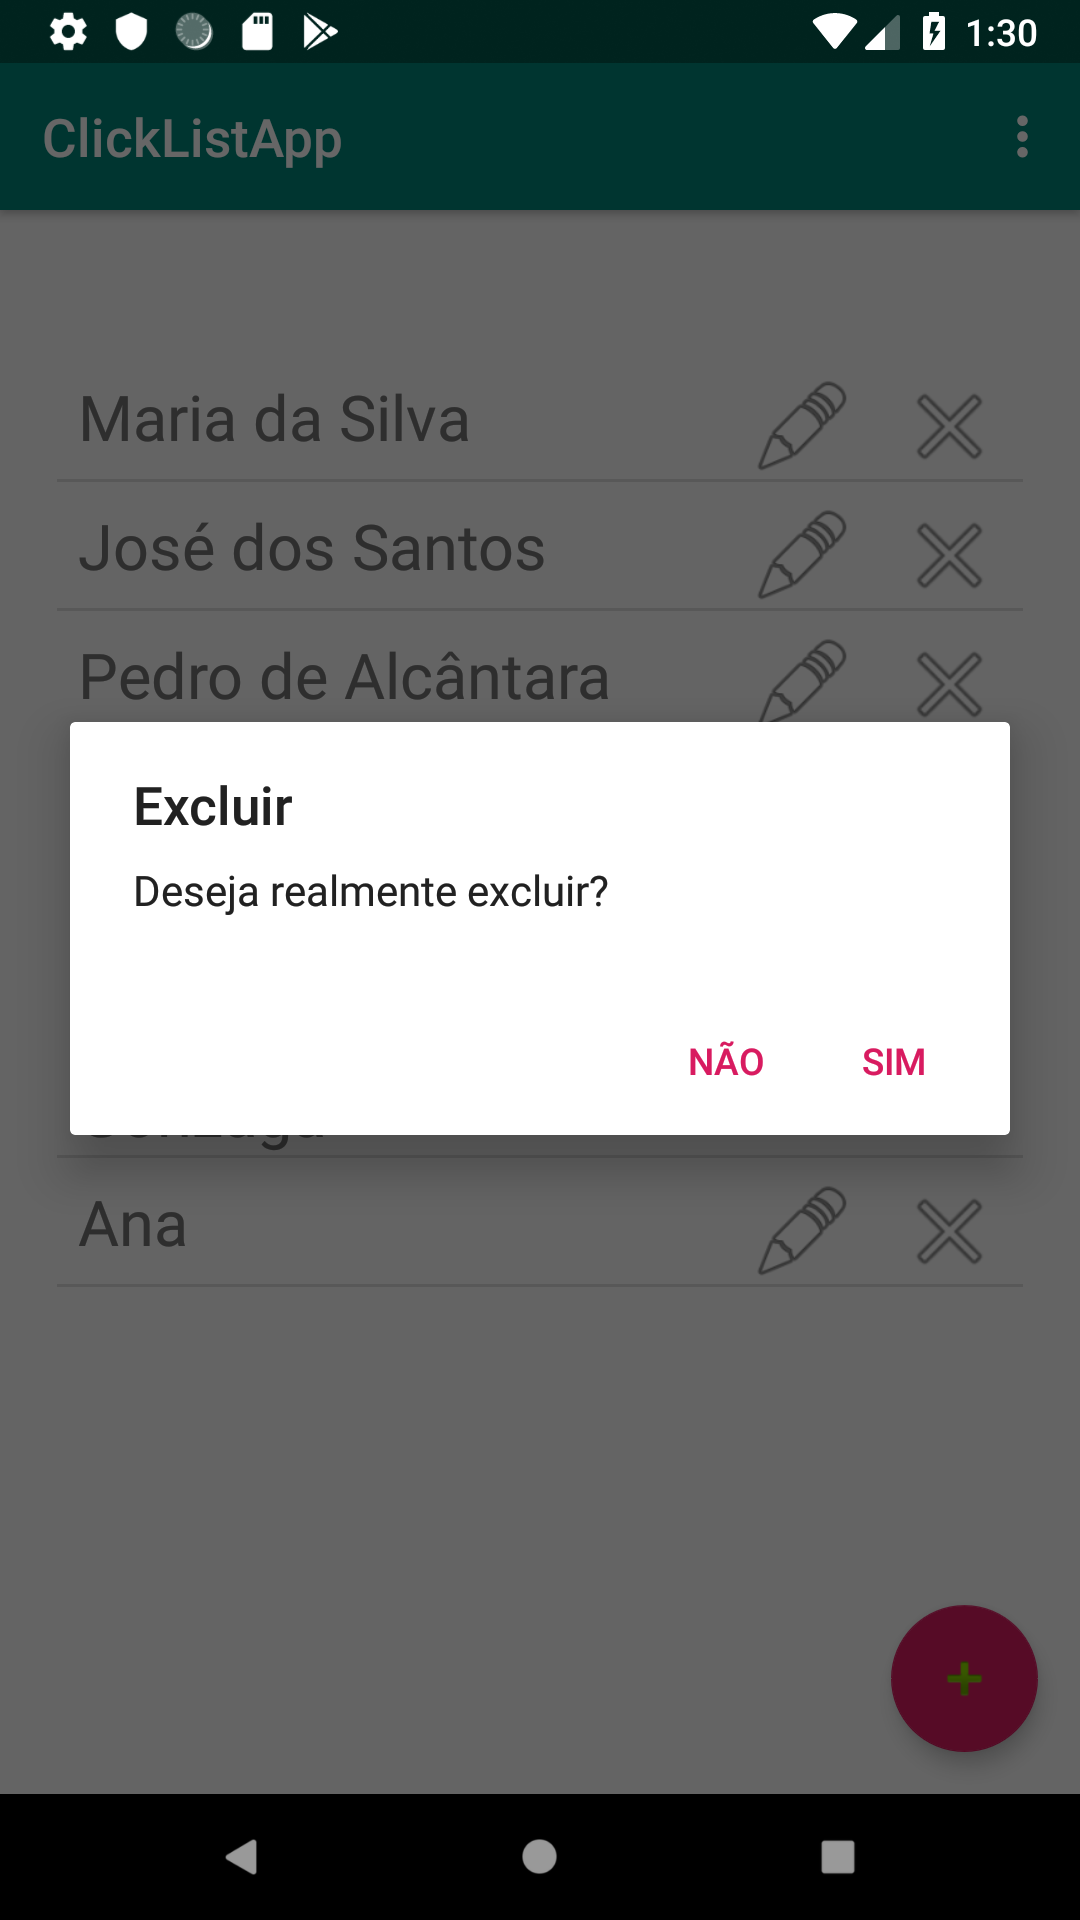 1:30
ClickListApp
Maria da Silva
José dos Santos
Pedro de Alcântara
Excluir
Deseja realmente excluir?
NÃO SIM
Ana